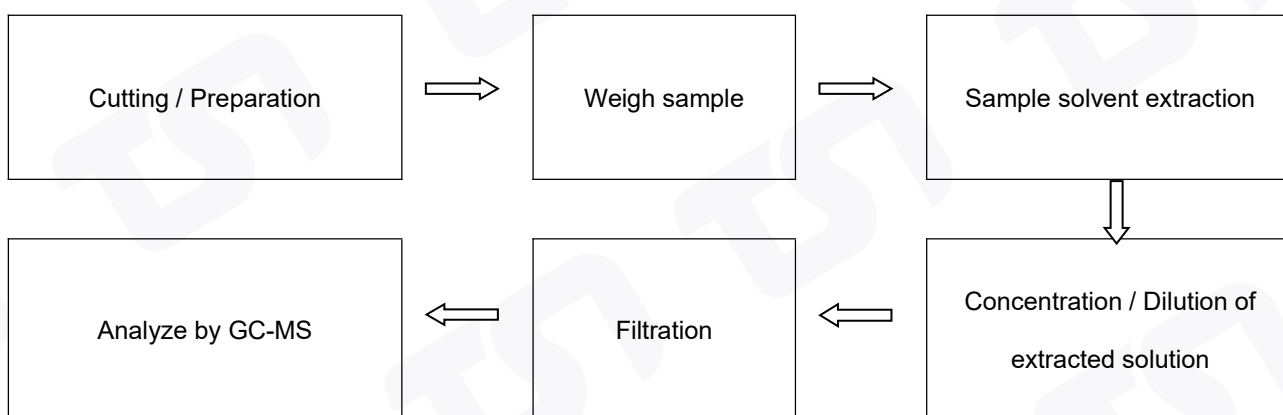 Cutting / Preparation
Weigh sample
Sample solvent extraction
Concentration / Dilution of
extracted solution
Filtration
Analyze by GC-MS